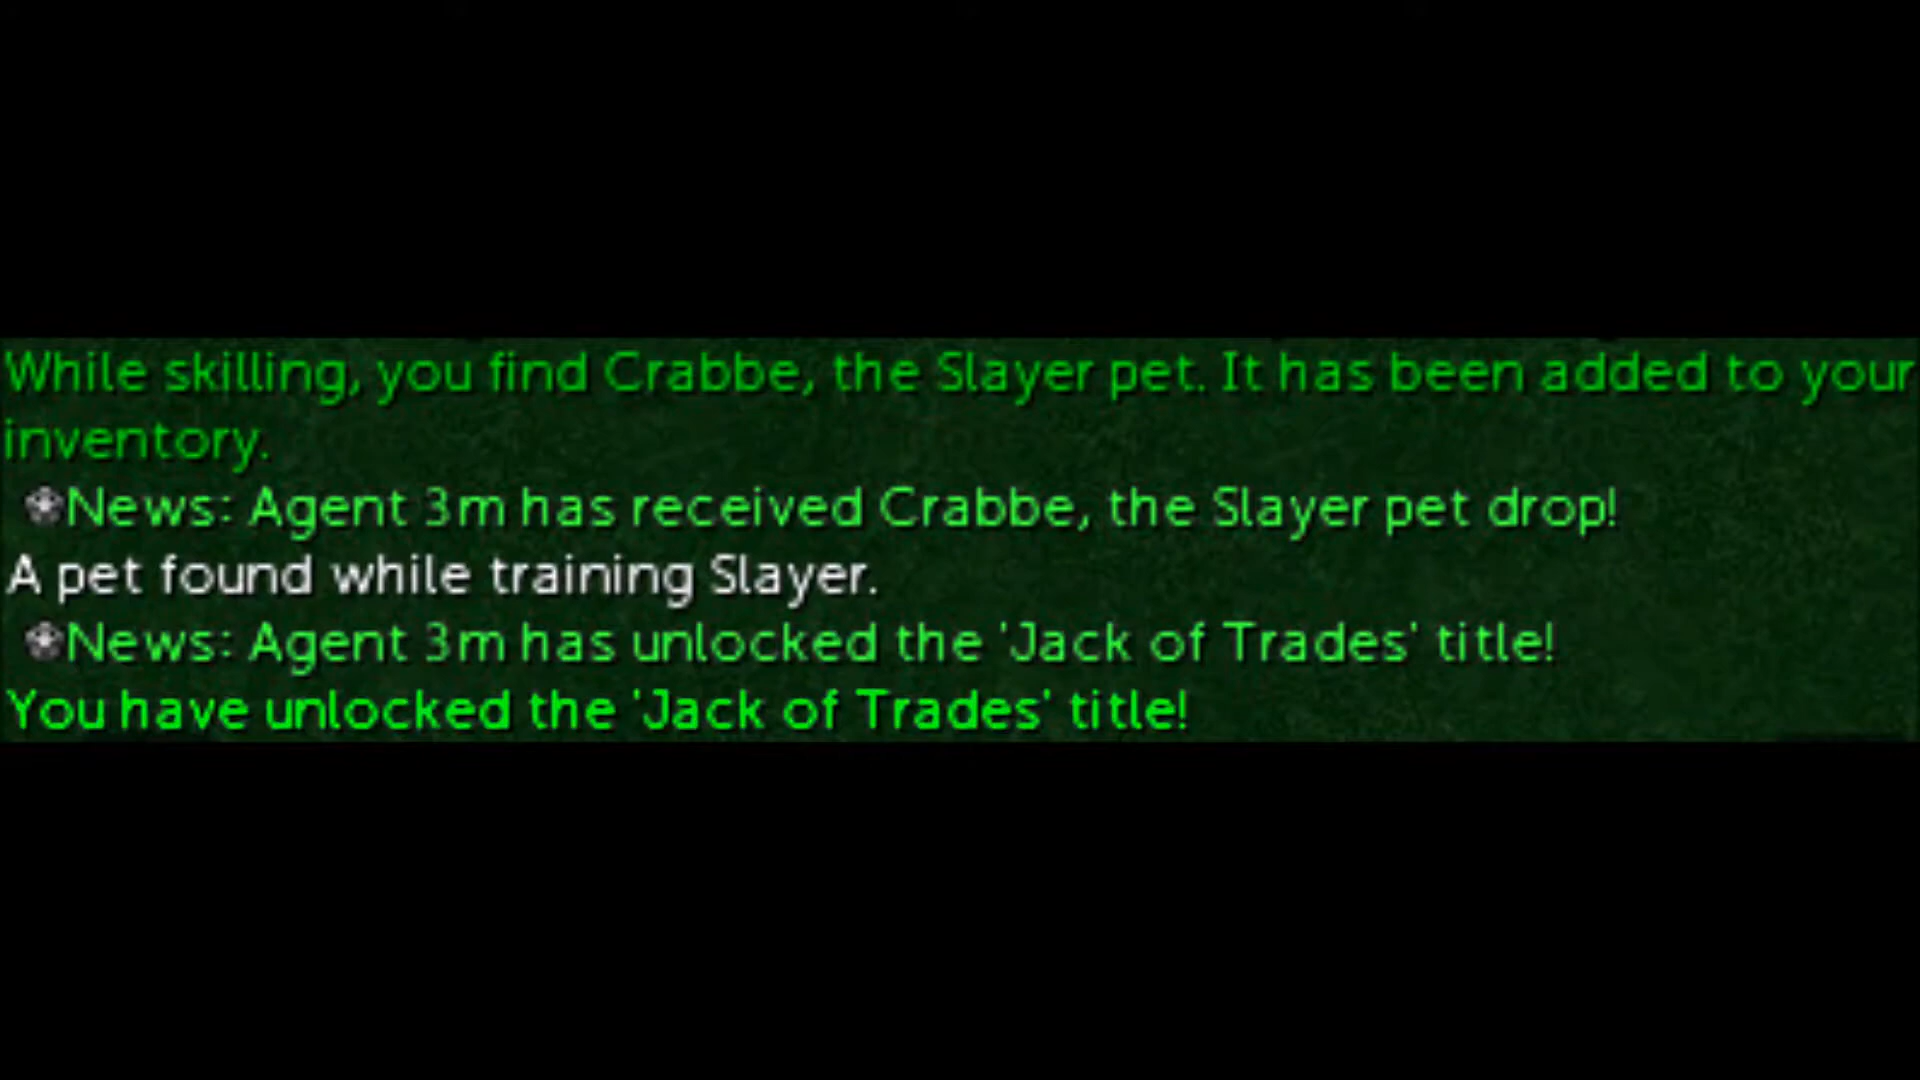 While skilling, you find Crabbe, the Slayer pet. It has been added to your
inventory.
News: Agent 3m has received Crabbe, the Slayer pet drop!
A pet found while training Slayer.
News: Agent 3m has unlocked the 'Jack of Trades' title!
You have unlocked the 'Jack of Trades' title!